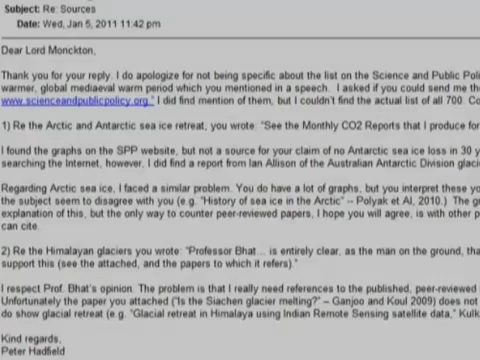 Subject: Re: Sources
Date: Wed, Jan 5, 2011 11:42 pm
Dear Lord Monckton,
Thank you for your reply. I do apologize for not being specific about the list on the Science and Public
warmer, global mediaeval warm period which you mentioned in a speech. I asked if you could send me
www.scienceandpublicpolicy.org." I did find mention of them, but I couldn't find the actual list of all 700.
1) Re the Arctic and Antarctic sea ice retreat, you wrote: "See the Monthly CO2 Reports that I produce for
I found the graphs on the SPP website, but not a source for your claim of no Antarctic sea ice loss in 30
searching the Internet, however, I did find a report from Ian Allison of the Australian Antarctic Division
Regarding Arctic sea ice, I faced a similar problem. You do have a lot of graphs, but you interpret these
the subject seem to disagree with you (e.g. "History of sea ice in the Arctic" – Polyak et Al, 2010.) The
explanation of this, but the only way to counter peer-reviewed papers, I hope you will agree, is with other
can cite.
2) Re the Himalayan glaciers you wrote: "Professor Bhat... is entirely clear, as the man on the ground,
support this (see the attached, and the papers to which it refers)."
I respect Prof. Bhat's opinion. The problem is that I really need references to the published, peer-reviewed
Unfortunately the paper you attached ("Is the Siachen glacier melting?" – Ganjoo and Koul 2009) does not
do show glacial retreat (e.g. "Glacial retreat in Himalaya using Indian Remote Sensing satellite data,"
Kind regards,
Peter Hadfield